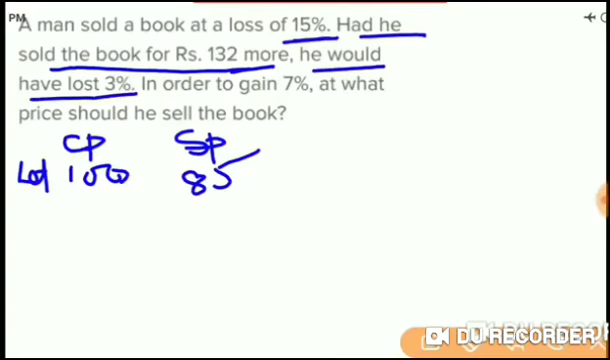 PM
A man sold a book at a loss of 15%. Had he
sold the book for Rs. 132 more, he would
have lost 3%. In order to gain 7%, at what
price should he sell the book?
CP SP
Let 100 85
DU RECORDER